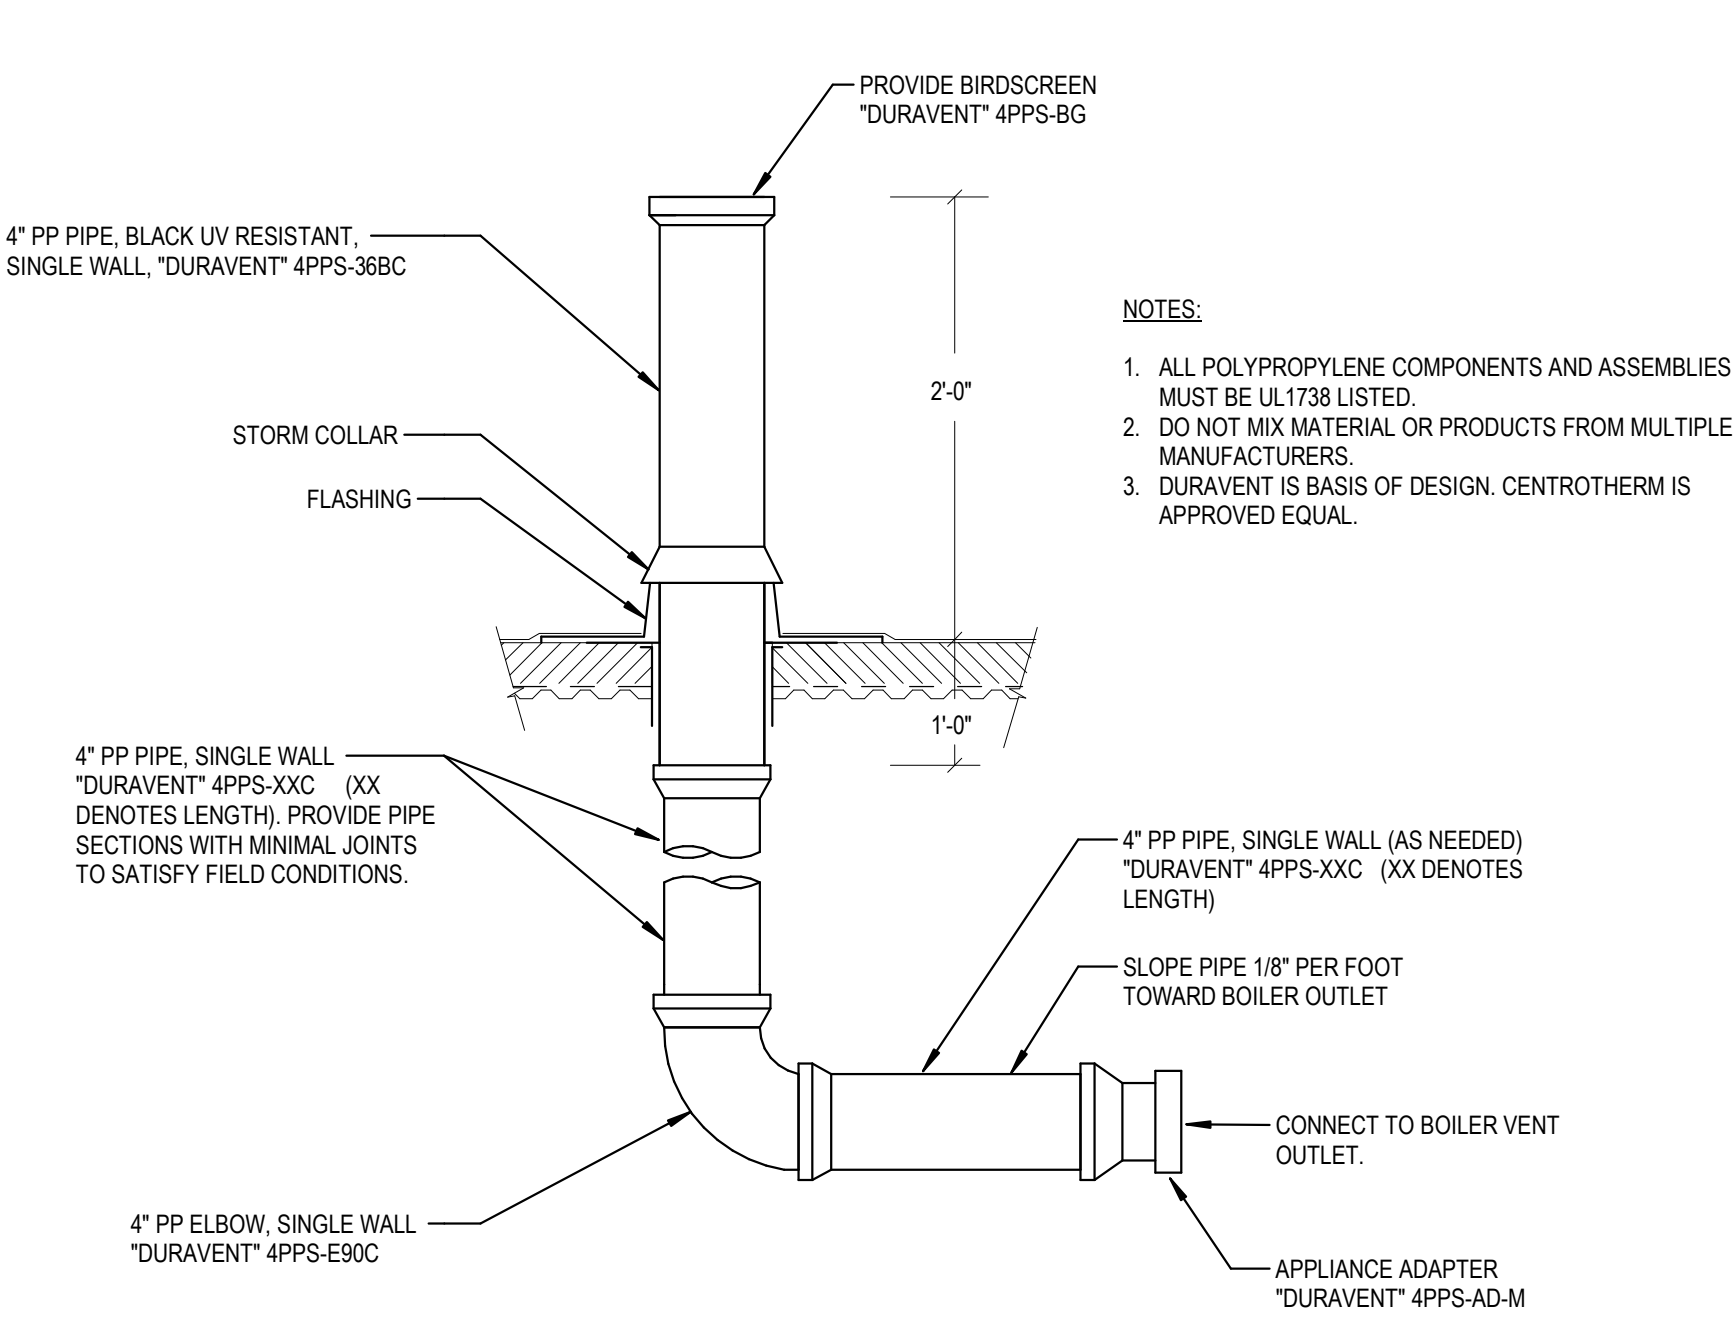 PROVIDE BIRDSCREEN
"DURAVENT" 4PPS-BG
4" PP PIPE, BLACK UV RESISTANT,
SINGLE WALL, "DURAVENT" 4PPS-36BC
STORM COLLAR
FLASHING
2'-0"
1'-0"
NOTES:
1. ALL POLYPROPYLENE COMPONENTS AND ASSEMBLIES
MUST BE UL1738 LISTED.
2. DO NOT MIX MATERIAL OR PRODUCTS FROM MULTIPLE
MANUFACTURERS.
3. DURAVENT IS BASIS OF DESIGN. CENTROTHERM IS
APPROVED EQUAL.
4" PP PIPE, SINGLE WALL
"DURAVENT" 4PPS-XXC (XX
DENOTES LENGTH). PROVIDE PIPE
SECTIONS WITH MINIMAL JOINTS
TO SATISFY FIELD CONDITIONS.
4" PP PIPE, SINGLE WALL (AS NEEDED)
"DURAVENT" 4PPS-XXC (XX DENOTES
LENGTH)
SLOPE PIPE 1/8" PER FOOT
TOWARD BOILER OUTLET
CONNECT TO BOILER VENT
OUTLET.
4" PP ELBOW, SINGLE WALL
"DURAVENT" 4PPS-E90C
APPLIANCE ADAPTER
"DURAVENT" 4PPS-AD-M